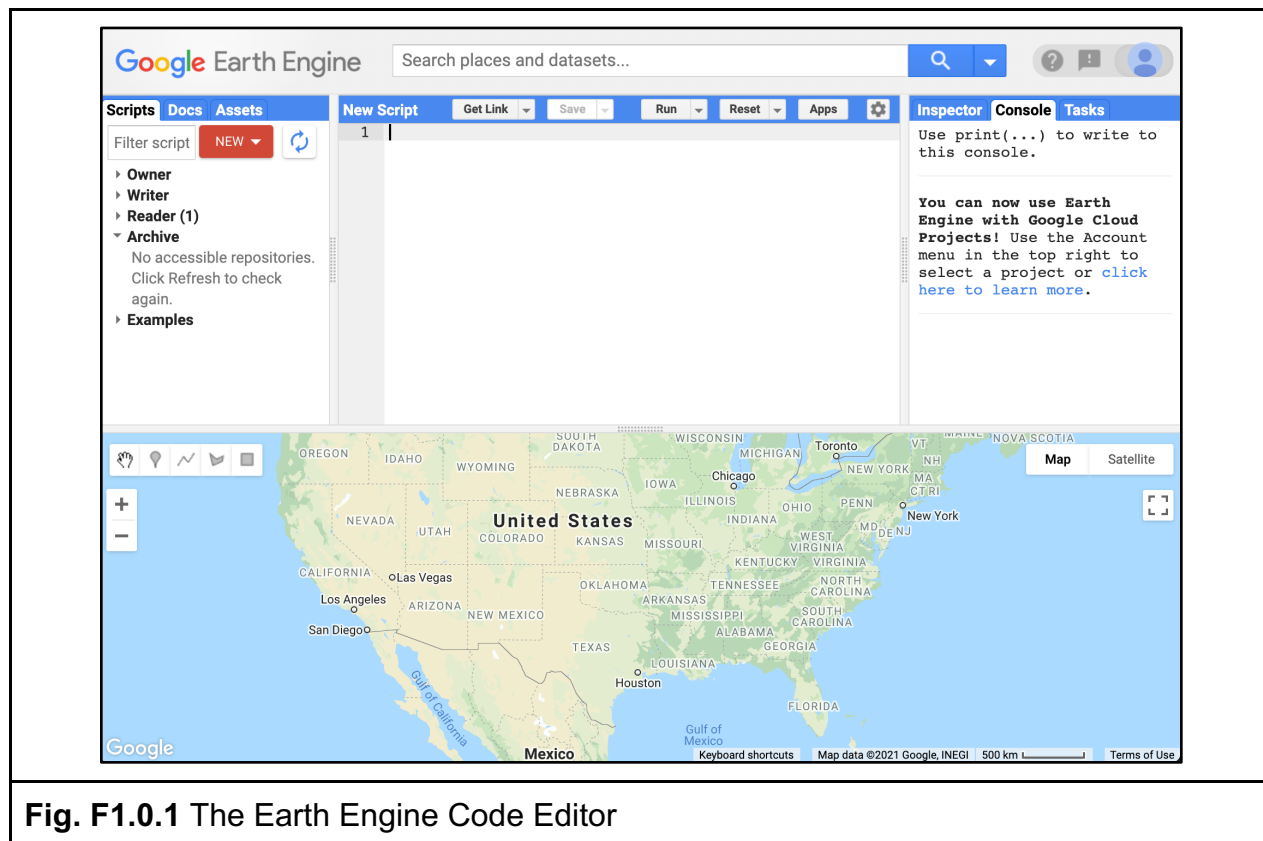 Google Earth Engine
Search places and datasets...
Scripts Docs Assets
Filter script
NEW
Owner
Writer
Reader (1)
Archive
No accessible repositories.
Click Refresh to check
again.
Examples
New Script
Get Link
Save
Run
Reset
Apps
1
Inspector Console Tasks
Use print(...) to write to
this console.
You can now use Earth
Engine with Google Cloud
Projects! Use the Account
menu in the top right to
select a project or click
here to learn more.
Map
Satellite
OREGON
IDAHO
WYOMING
SOUTH
DAKOTA
WISCONSIN
MICHIGAN
Toronto
VT
MAINE
NOVA SCOTIA
NH
NEW YORK
MA
CT RI
Chicago
IOWA
NEBRASKA
ILLINOIS
INDIANA
OHIO
PENN
New York
NEVADA
UTAH
United States
COLORADO
KANSAS
MISSOURI
WEST
VIRGINIA
MD
DE
NJ
KENTUCKY
VIRGINIA
CALIFORNIA
Las Vegas
OKLAHOMA
TENNESSEE
NORTH
CAROLINA
Los Angeles
ARIZONA
NEW MEXICO
ARKANSAS
MISSISSIPPI
SOUTH
CAROLINA
San Diego
ALABAMA
TEXAS
GEORGIA
LOUISIANA
Houston
Gulf of California
FLORIDA
Gulf of
Mexico
Mexico
Google
Keyboard shortcuts
Map data ©2021 Google, INEGI
500 km
Terms of Use
Fig. F1.0.1 The Earth Engine Code Editor